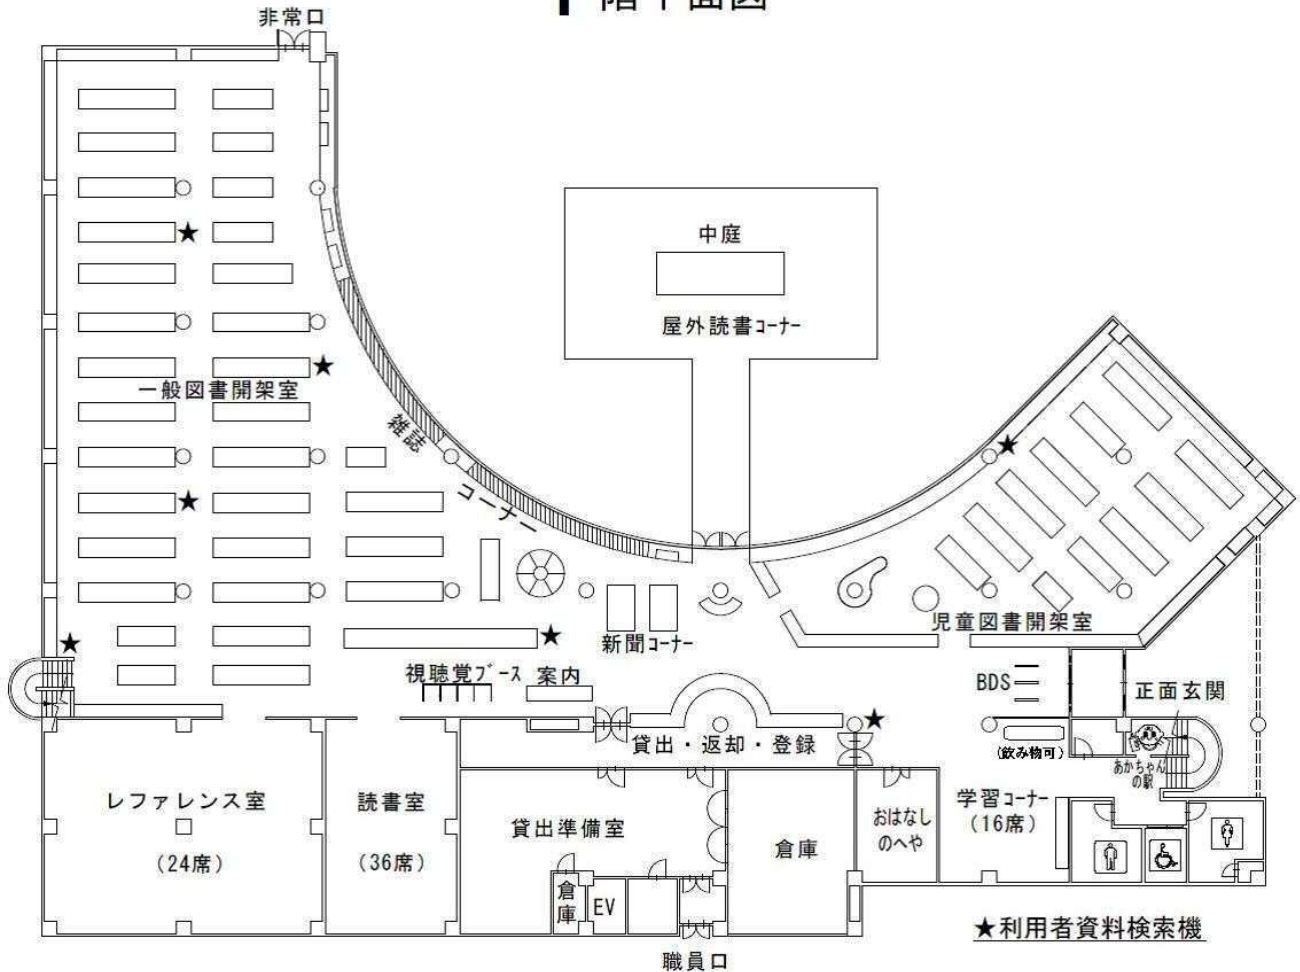 階平面図
非常口
中庭
屋外読書コーナー
一般図書開架室
雑誌
コーナー
新聞コーナー
児童図書開架室
視聴覚ブース
案内
BDS
正面玄関
貸出・返却・登録
(飲み物可)
あかちゃん
の駅
レファレンス室
(24席)
読書室
(36席)
貸出準備室
倉庫
おはなし
のへや
学習コーナー
(16席)
倉庫
EV
職員口
★利用者資料検索機